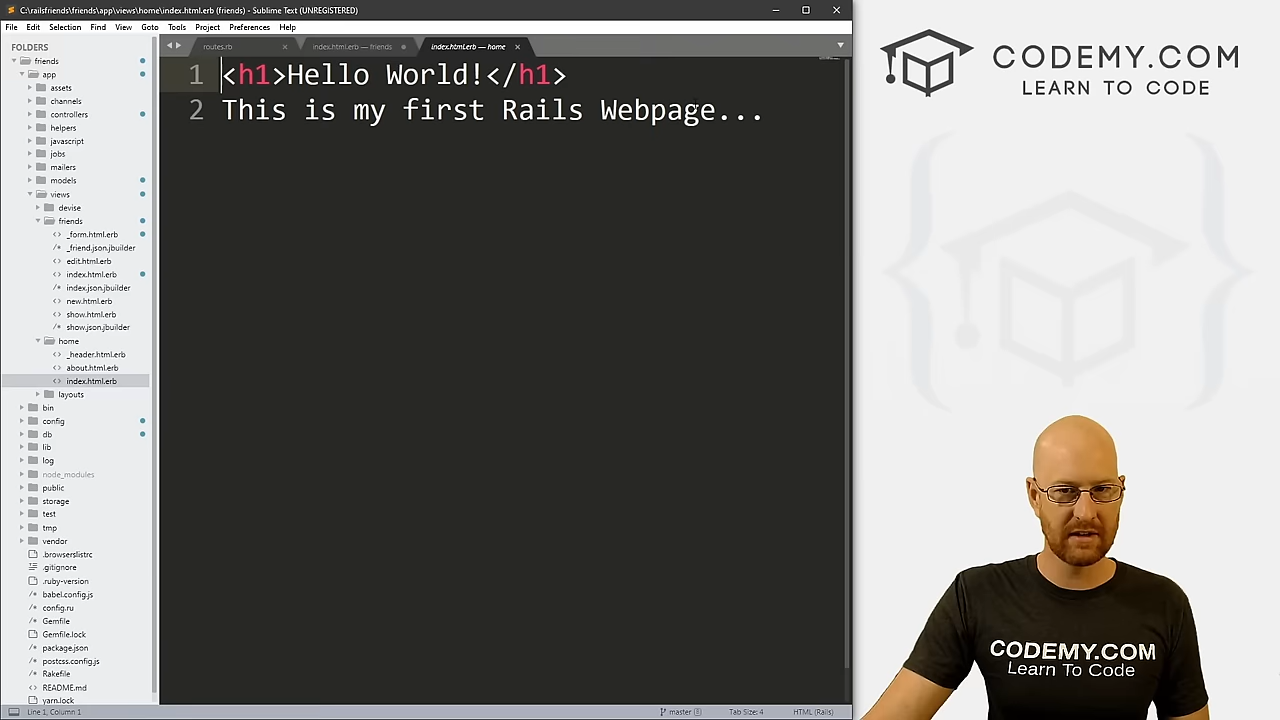 C:\railsfriends\friends\app\views\home\index.html.erb (friends) - Sublime Text (UNREGISTERED)
File Edit Selection Find View Goto Tools Project Preferences Help
FOLDERS
friends
app
assets
channels
controllers
helpers
javascript
jobs
mailers
models
views
devise
friends
_form.html.erb
_friend.json.jbuilder
edit.html.erb
index.html.erb
index.json.jbuilder
new.html.erb
show.html.erb
show.json.jbuilder
home
_header.html.erb
about.html.erb
index.html.erb
layouts
bin
config
db
lib
log
node_modules
public
storage
test
tmp
vendor
.browserslistrc
.gitignore
.ruby-version
babel.config.js
config.ru
Gemfile
Gemfile.lock
package.json
postcss.config.js
Rakefile
README.md
yarn.lock
routes.rb
index.html.erb — friends
index.html.erb — home
1 <h1>Hello World!</h1>
2 This is my first Rails Webpage...
Line 1, Column 1
master 8
Tab Size: 4
HTML (Rails)
CODEMY.COM
LEARN TO CODE
CODEMY.COM
Learn To Code